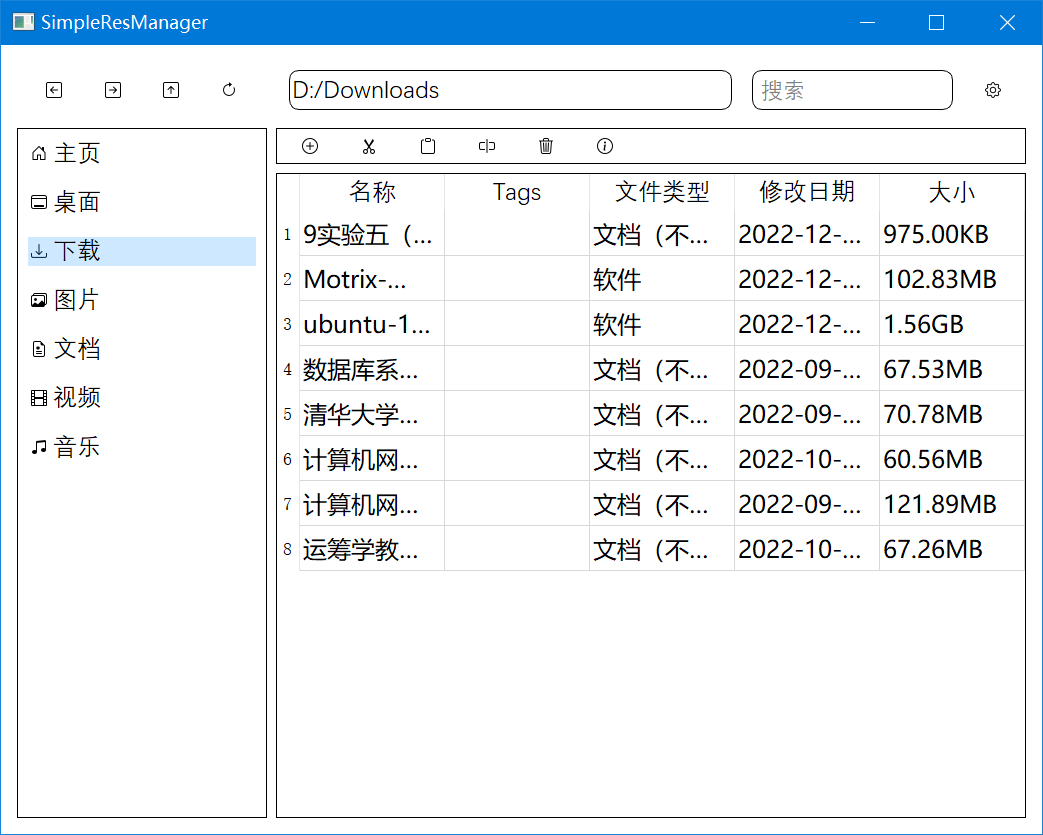 SimpleResManager
D:/Downloads 搜索
主页
桌面
下载
图片
文档
视频
音乐
名称 Tags 文件类型 修改日期 大小
1 9实验五（... 文档（不... 2022-12-... 975.00KB
2 Motrix-... 软件 2022-12-... 102.83MB
3 ubuntu-1... 软件 2022-12-... 1.56GB
4 数据库系... 文档（不... 2022-09-... 67.53MB
5 清华大学... 文档（不... 2022-09-... 70.78MB
6 计算机网... 文档（不... 2022-10-... 60.56MB
7 计算机网... 文档（不... 2022-09-... 121.89MB
8 运筹学教... 文档（不... 2022-10-... 67.26MB